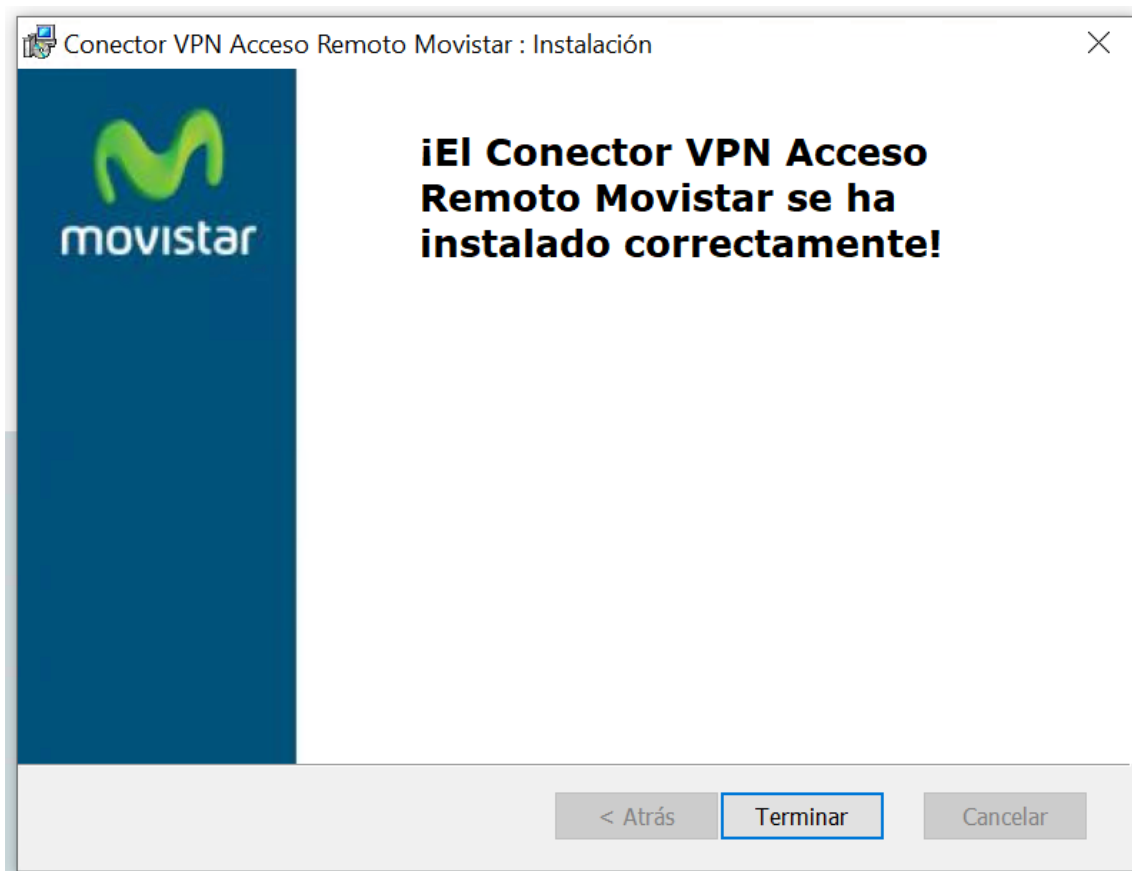 Conector VPN Acceso Remoto Movistar : Instalación
movistar
¡El Conector VPN Acceso
Remoto Movistar se ha
instalado correctamente!
< Atrás
Terminar
Cancelar